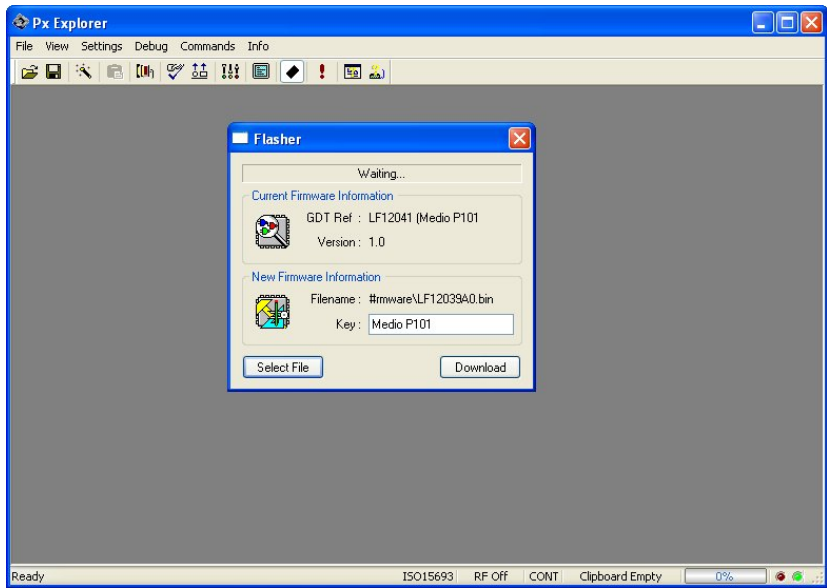 Px Explorer
File View Settings Debug Commands Info
Flasher
Waiting...
Current Firmware Information
GDT Ref : LF12041 (Medio P101
Version : 1.0
New Firmware Information
Filename : #rmware\LF12039A0.bin
Key : Medio P101
Select File Download
Ready ISO15693 RF Off CONT Clipboard Empty 0%